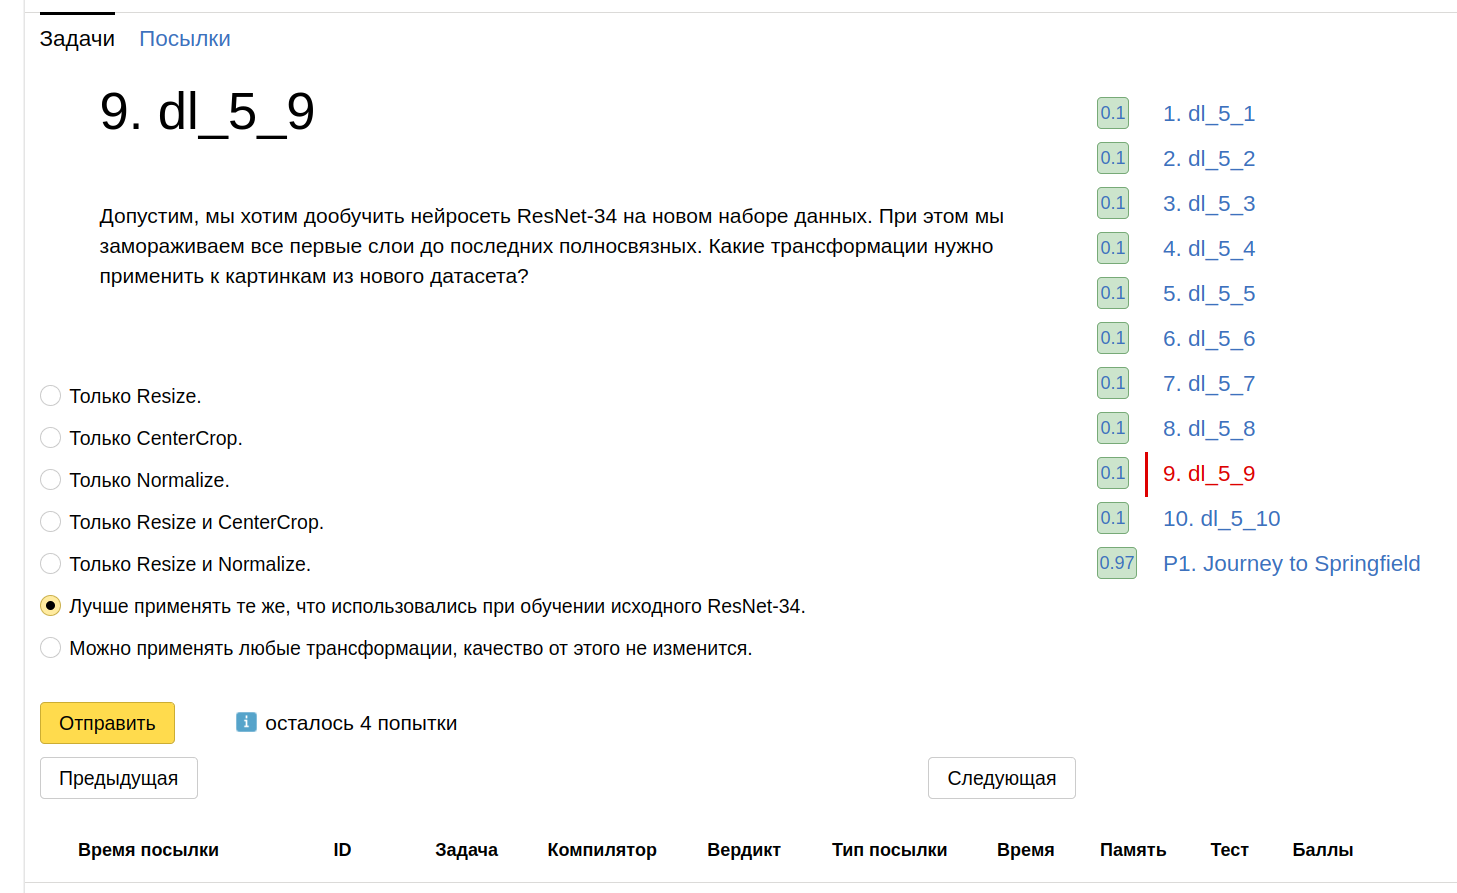 Задачи Посылки
9. dl_5_9
Допустим, мы хотим дообучить нейросеть ResNet-34 на новом наборе данных. При этом мы
замораживаем все первые слои до последних полносвязных. Какие трансформации нужно
применить к картинкам из нового датасета?
Только Resize.
Только CenterCrop.
Только Normalize.
Только Resize и CenterCrop.
Только Resize и Normalize.
Лучше применять те же, что использовались при обучении исходного ResNet-34.
Можно применять любые трансформации, качество от этого не изменится.
Отправить
i осталось 4 попытки
Предыдущая
Следующая
0.1 1. dl_5_1
0.1 2. dl_5_2
0.1 3. dl_5_3
0.1 4. dl_5_4
0.1 5. dl_5_5
0.1 6. dl_5_6
0.1 7. dl_5_7
0.1 8. dl_5_8
0.1 9. dl_5_9
0.1 10. dl_5_10
0.97 P1. Journey to Springfield
Время посылки ID Задача Компилятор Вердикт Тип посылки Время Память Тест Баллы